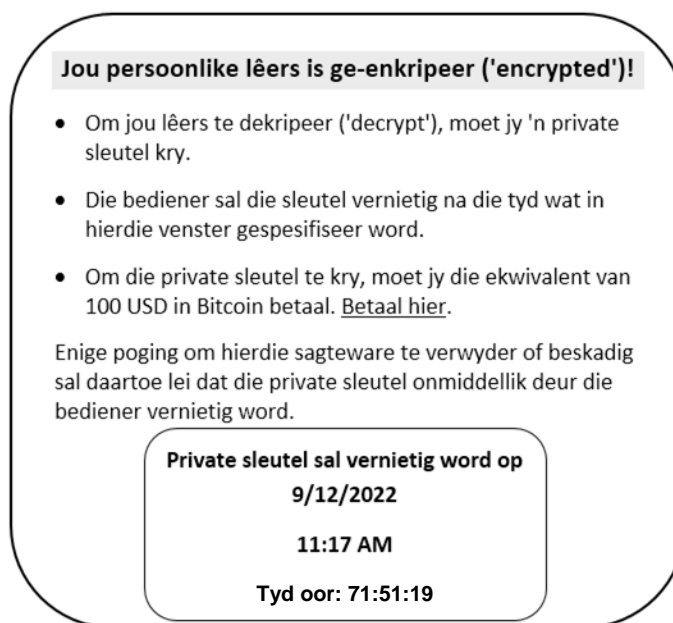 Jou persoonlike lêers is ge-enkripeer ('encrypted')!
• Om jou lêers te dekripeer ('decrypt'), moet jy 'n private
sleutel kry.
• Die bediener sal die sleutel vernietig na die tyd wat in
hierdie venster gespesifiseer word.
• Om die private sleutel te kry, moet jy die ekwivalent van
100 USD in Bitcoin betaal. Betaal hier.
Enige poging om hierdie sagteware te verwyder of beskadig
sal daartoe lei dat die private sleutel onmiddellik deur die
bediener vernietig word.
Private sleutel sal vernietig word op
9/12/2022
11:17 AM
Tyd oor: 71:51:19